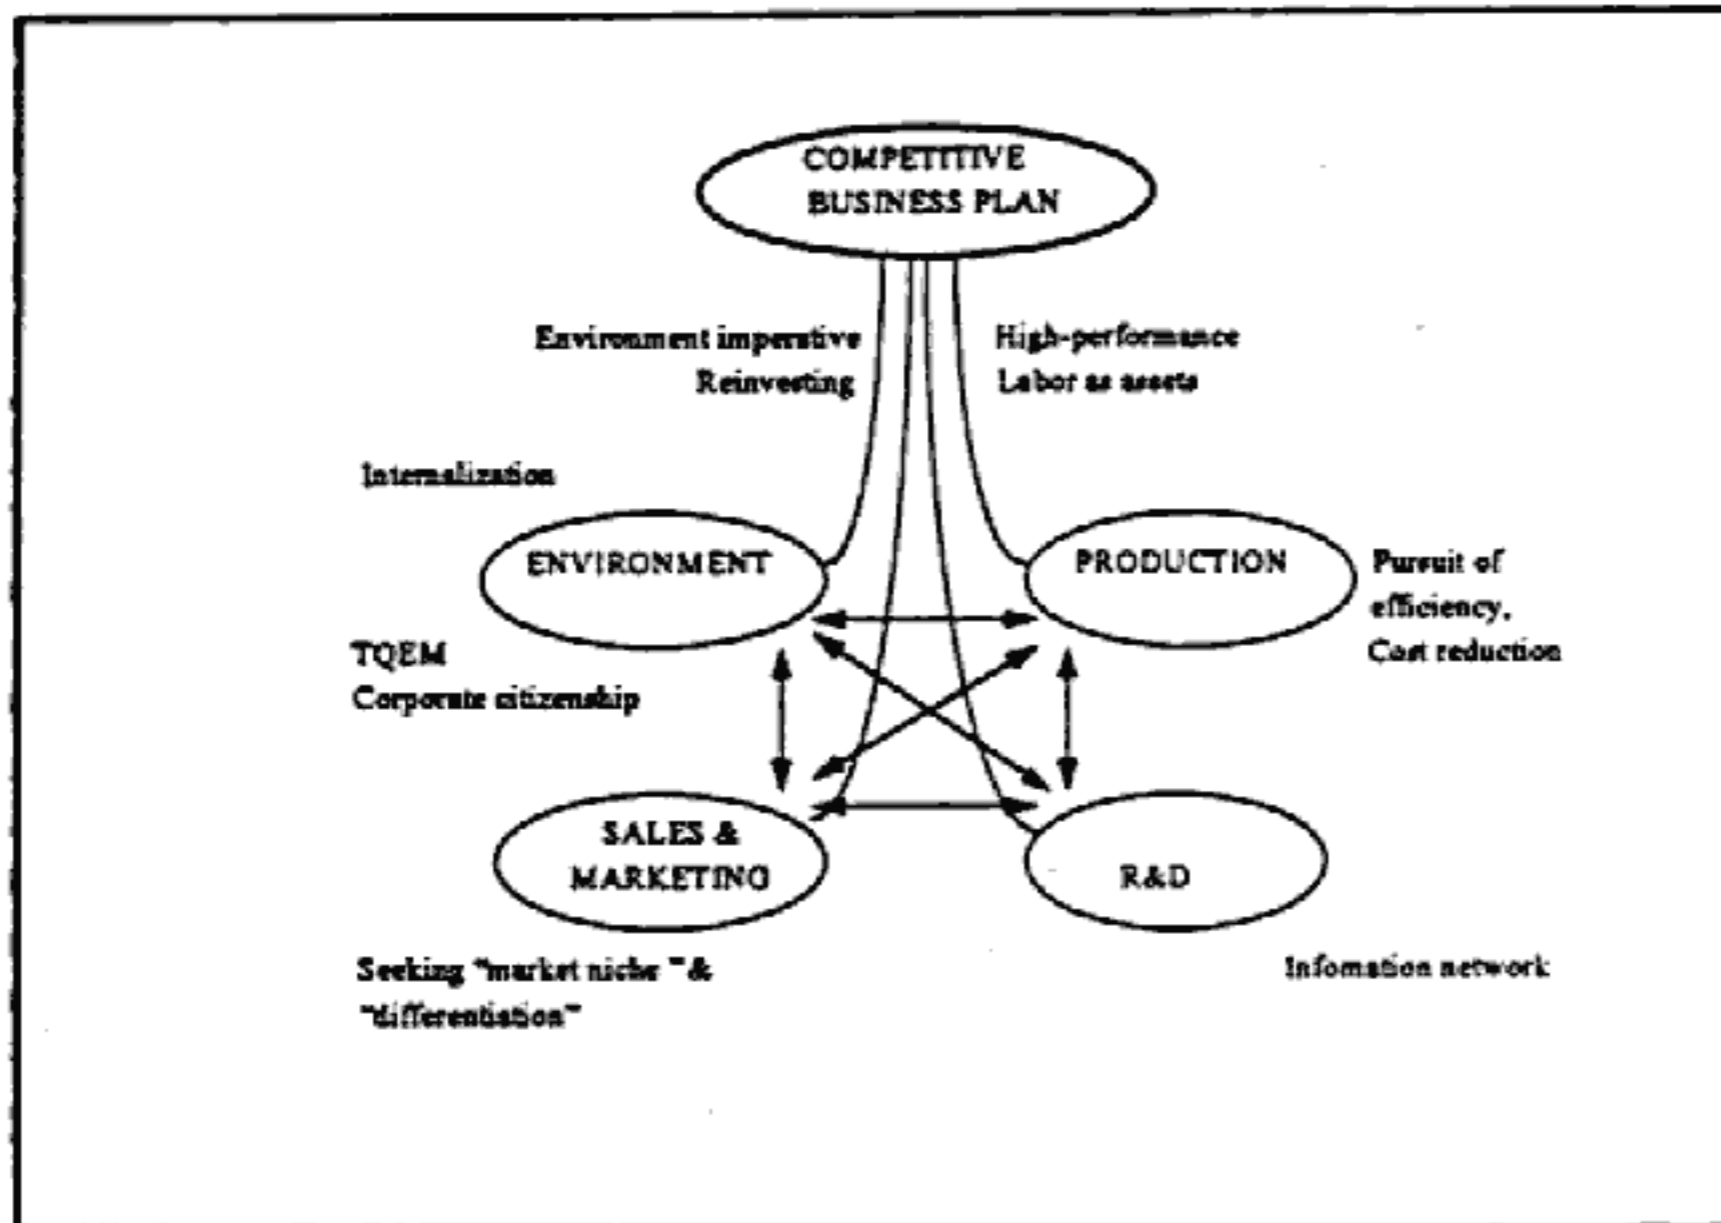 COMPETITIVE
BUSINESS PLAN
Environment imperative
Reinvesting
High-performance
Labor as assets
Internalization
ENVIRONMENT
PRODUCTION
Pursuit of
efficiency,
Cost reduction
TQEM
Corporate citizenship
SALES &
MARKETING
R&D
Seeking "market niche" &
"differentiation"
Infomation network